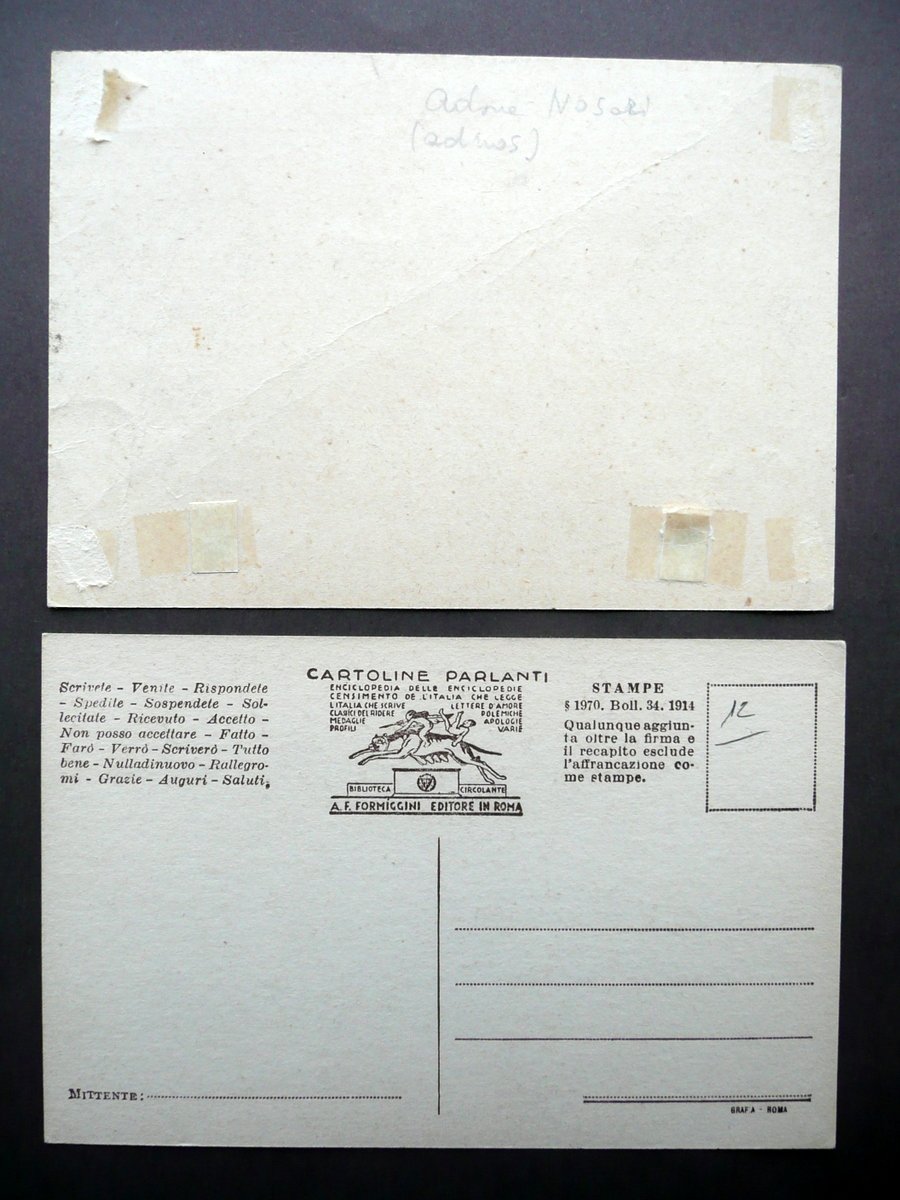 Adone Nosari
(adinos)
Scrivete - Venite - Rispondete
- Spedite - Sospendete - Sol-
lecitate - Ricevuto - Accetto -
Non posso accettare - Fatto -
Farò - Verrò - Scriverò - Tutto
bene - Nulladinuovo - Rallegro-
mi - Grazie - Auguri - Saluti,
CARTOLINE PARLANTI
ENCICLOPEDIA DELLE ENCICLOPEDIE
CENSIMENTO DE L'ITALIA CHE LEGGE
L'ITALIA CHE SCRIVE LETTERE D'AMORE
CLASSICI DEL RIDERE POLEMICHE
MEDAGLIE APOLOGIE
PROFILI VARIE
BIBLIOTECA CIRCOLANTE
A. F. FORMÍGGINI EDITORE IN ROMA
STAMPE
§ 1970. Boll. 34. 1914
Qualunque aggiun-
ta oltre la firma e
il recapito esclude
l'affrancazione co-
me stampe.
12
MITTENTE:
GRAFIA - ROMA